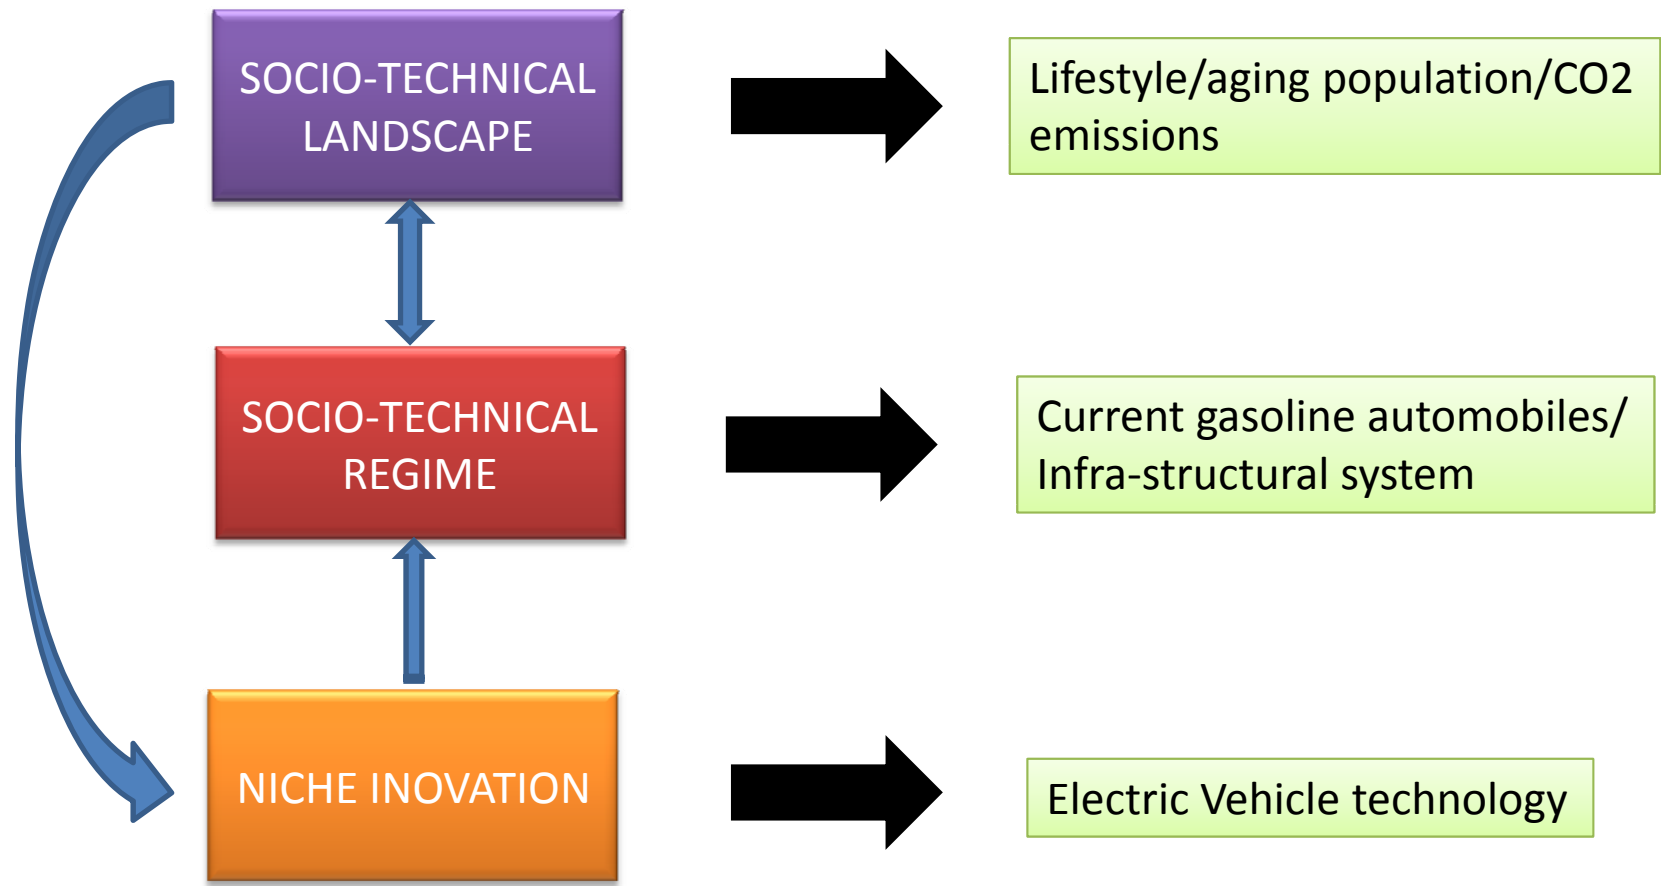 SOCIO-TECHNICAL
LANDSCAPE
Lifestyle/aging population/CO2
emissions
SOCIO-TECHNICAL
REGIME
Current gasoline automobiles/
Infra-structural system
NICHE INOVATION
Electric Vehicle technology